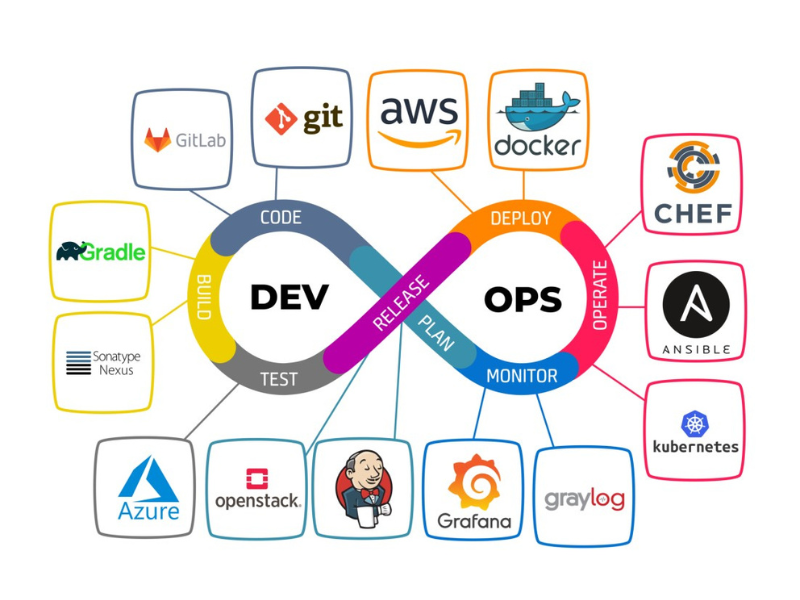 GitLab
git
aws
docker
CHEF
Gradle
Sonatype
Nexus
ANSIBLE
kubernetes
CODE
DEPLOY
BUILD
DEV
OPS
OPERATE
RELEASE
PLAN
TEST
MONITOR
Azure
openstack.
Grafana
graylog